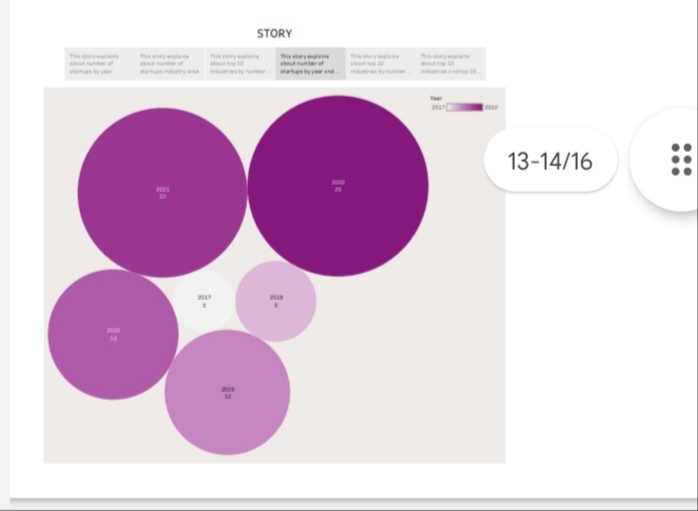 STORY
This story explains
about number of
startups by year
This story explains
about number of
startups industry wise
This story explains
about top 10
industries by number ..
This story explains
about number of
startups by year and ..
This story explains
about top 10
industries by number ..
This story explains
about top 10
industries and top 10 ..
Year
2017
2022
2021
22
2022
25
13-14/16
2017
3
2018
5
2020
13
2019
12